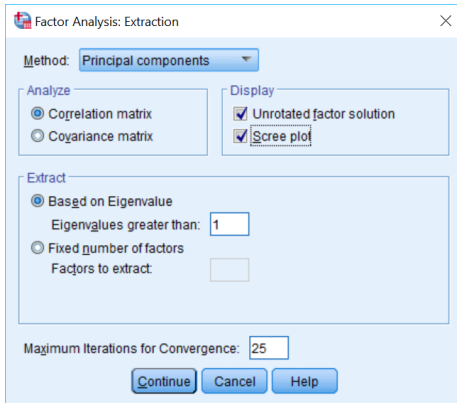 Factor Analysis: Extraction
Method: Principal components
Analyze
Correlation matrix
Covariance matrix
Display
Unrotated factor solution
Scree plot
Extract
Based on Eigenvalue
Eigenvalues greater than: 1
Fixed number of factors
Factors to extract:
Maximum Iterations for Convergence: 25
Continue Cancel Help